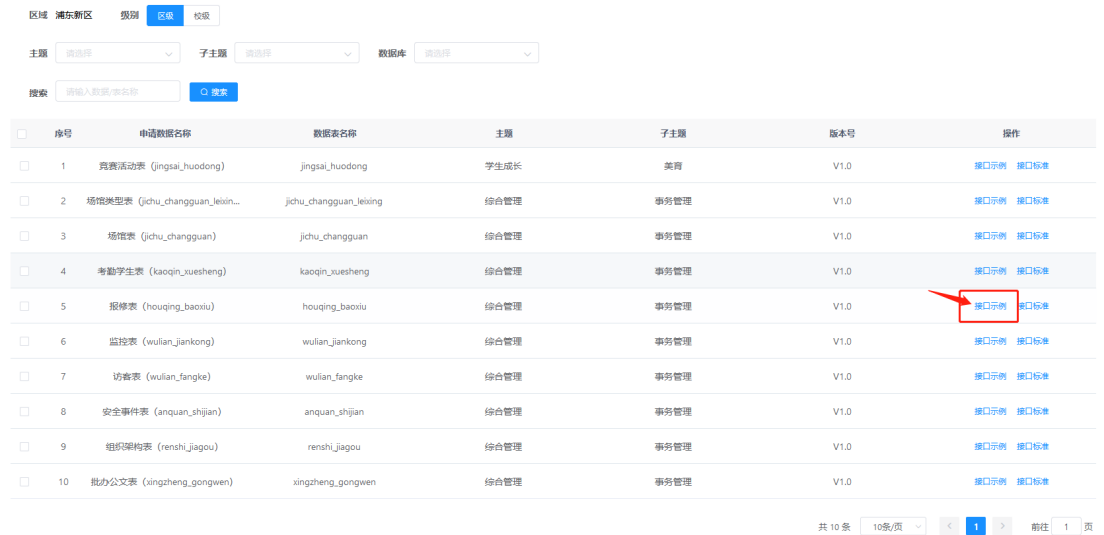 区域 浦东新区 级别 区级 校级
主题 请选择 子主题 请选择 数据库 请选择
搜索 请输入数据/表名称 搜索
序号 申请数据名称 数据表名称 主题 子主题 版本号 操作
1 竞赛活动表（jingsai_huodong） jingsai_huodong 学生成长 美育 V1.0 接口示例 接口标准
2 场馆类型表（jichu_changguan_leixin... jichu_changguan_leixing 综合管理 事务管理 V1.0 接口示例 接口标准
3 场馆表（jichu_changguan） jichu_changguan 综合管理 事务管理 V1.0 接口示例 接口标准
4 考勤学生表（kaoqin_xuesheng） kaoqin_xuesheng 综合管理 事务管理 V1.0 接口示例 接口标准
5 报修表（houqing_baoxiu） houqing_baoxiu 综合管理 事务管理 V1.0 接口示例 接口标准
6 监控表（wulian_jiankong） wulian_jiankong 综合管理 事务管理 V1.0 接口示例 接口标准
7 访客表（wulian_fangke） wulian_fangke 综合管理 事务管理 V1.0 接口示例 接口标准
8 安全事件表（anquan_shijian） anquan_shijian 综合管理 事务管理 V1.0 接口示例 接口标准
9 组织架构表（renshi_jiagou） renshi_jiagou 综合管理 事务管理 V1.0 接口示例 接口标准
10 批办公文表（xingzheng_gongwen） xingzheng_gongwen 综合管理 事务管理 V1.0 接口示例 接口标准
共 10 条 10条/页 1 前往 1 页